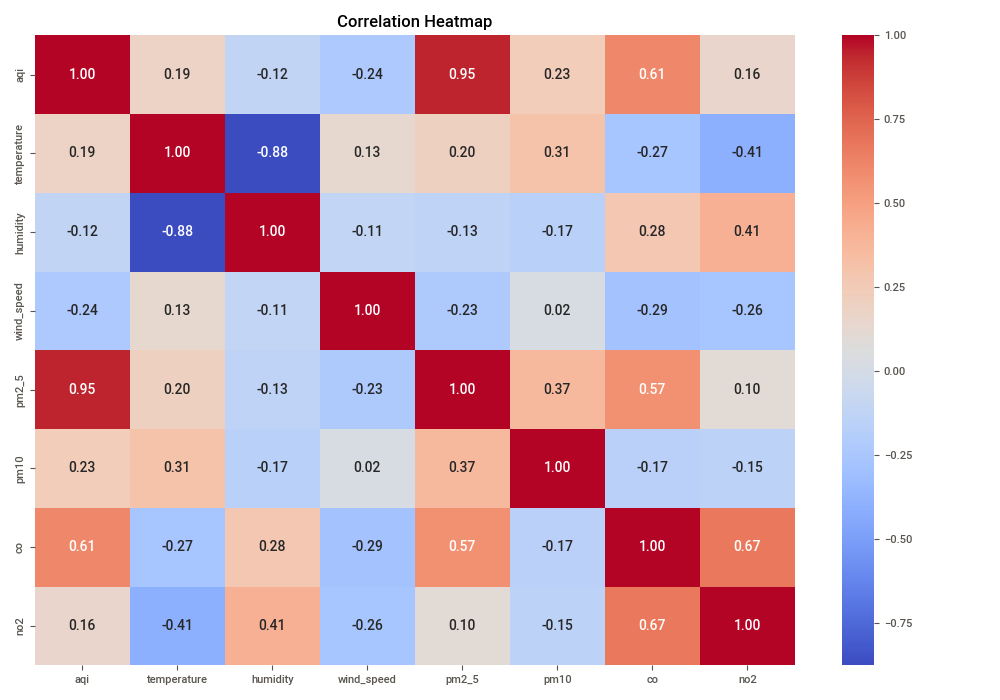 Correlation Heatmap
aqi 1.00 0.19 -0.12 -0.24 0.95 0.23 0.61 0.16
temperature 0.19 1.00 -0.88 0.13 0.20 0.31 -0.27 -0.41
humidity -0.12 -0.88 1.00 -0.11 -0.13 -0.17 0.28 0.41
wind_speed -0.24 0.13 -0.11 1.00 -0.23 0.02 -0.29 -0.26
pm2_5 0.95 0.20 -0.13 -0.23 1.00 0.37 0.57 0.10
pm10 0.23 0.31 -0.17 0.02 0.37 1.00 -0.17 -0.15
co 0.61 -0.27 0.28 -0.29 0.57 -0.17 1.00 0.67
no2 0.16 -0.41 0.41 -0.26 0.10 -0.15 0.67 1.00
aqi temperature humidity wind_speed pm2_5 pm10 co no2
1.00
0.75
0.50
0.25
0.00
−0.25
−0.50
−0.75